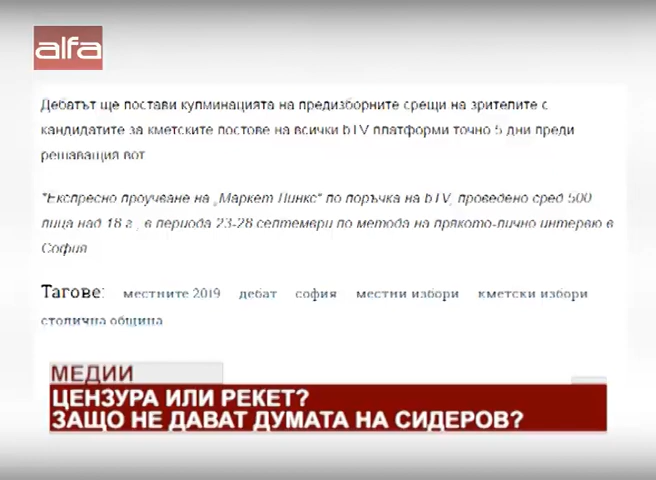 alfa
Дебатът ще постави кулминацията на предизборните срещи на зрителите с
кандидатите за кметските постове на всички bTV платформи точно 5 дни преди
решаващия вот
*Експресно проучване на „Маркет Линкс" по поръчка на bTV, проведено сред 500
лица над 18 г., в периода 23-28 септември по метода на прякото-лично интервю в
София
Тагове: местните 2019 дебат софия местни избори кметски избори
столична община
МЕДИИ
ЦЕНЗУРА ИЛИ РЕКЕТ?
ЗАЩО НЕ ДАВАТ ДУМАТА НА СИДЕРОВ?